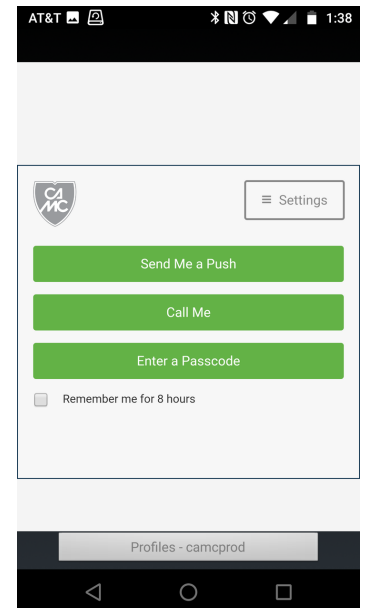 AT&T 1:38
CA
MC
≡ Settings
Send Me a Push
Call Me
Enter a Passcode
Remember me for 8 hours
Profiles - camcprod